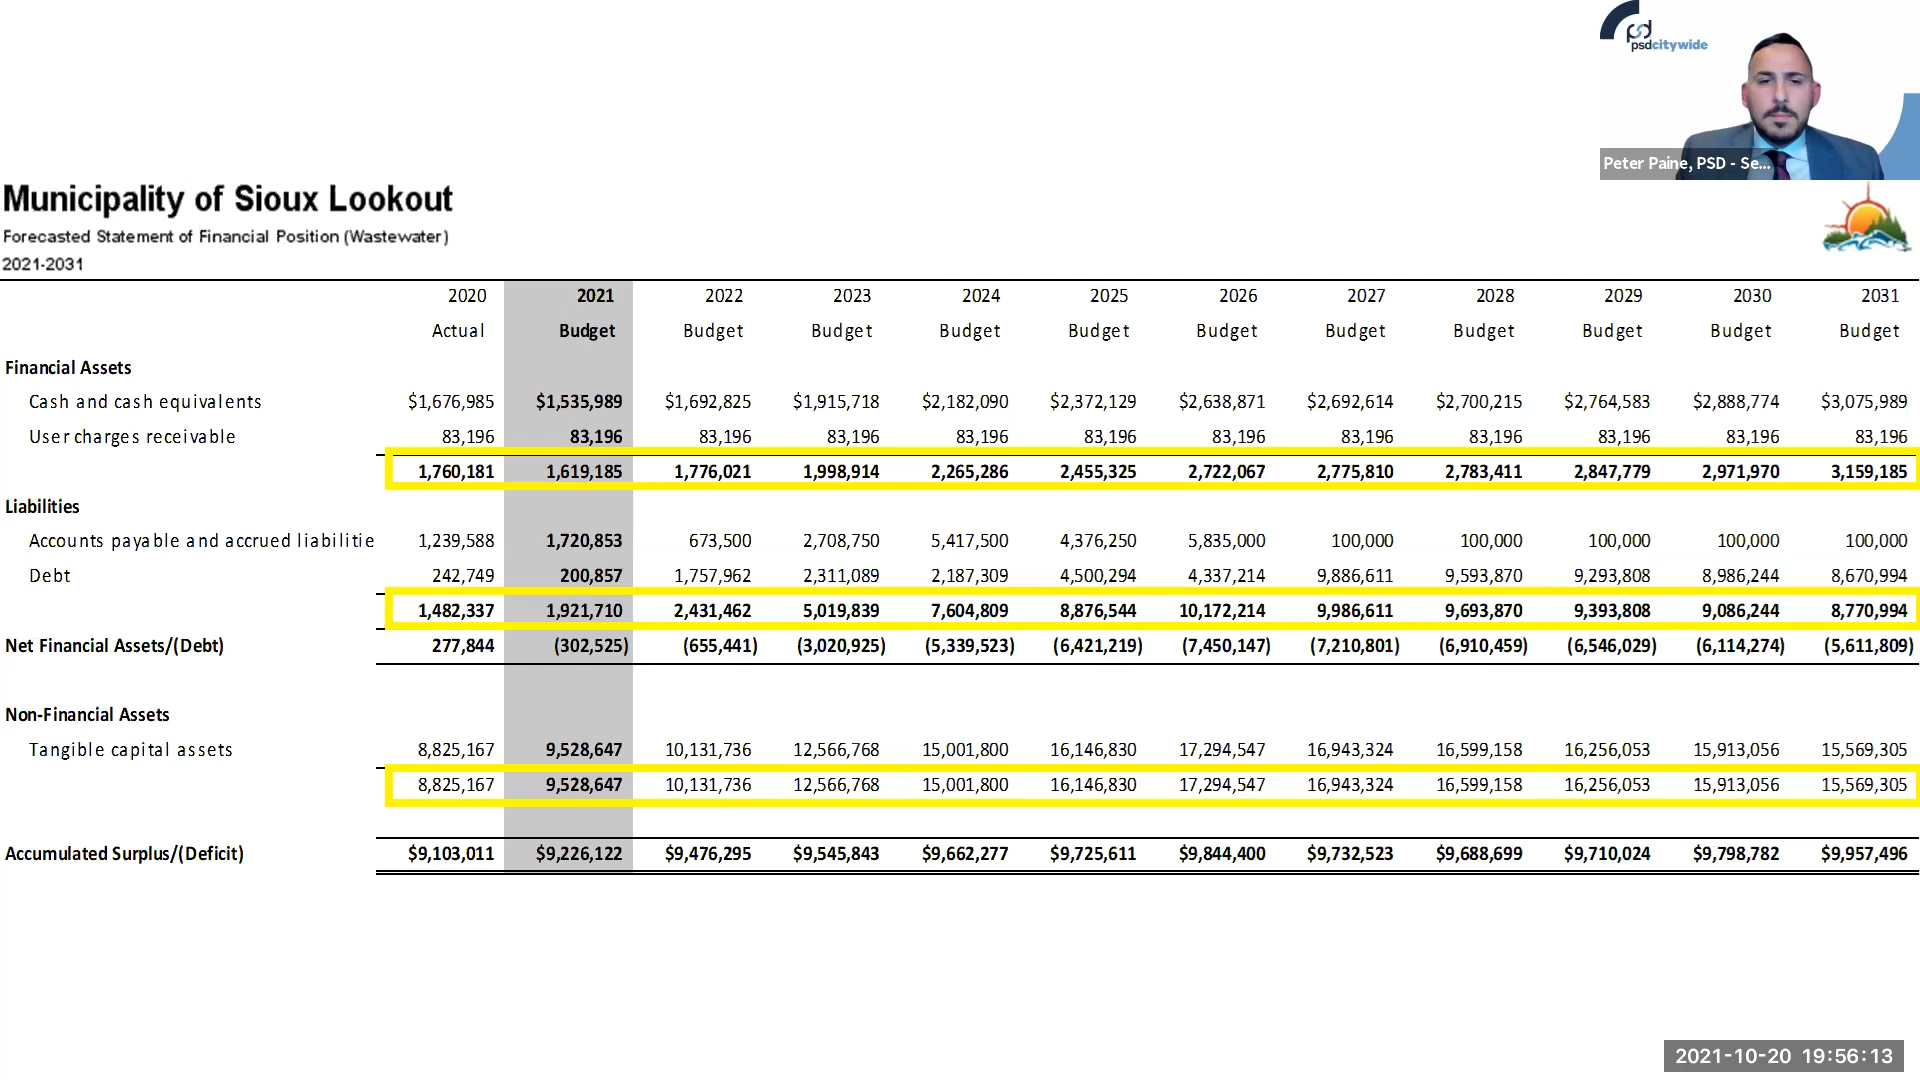 psdcitywide
Peter Paine, PSD - Se...
Municipality of Sioux Lookout
Forecasted Statement of Financial Position (Wastewater)
2021-2031
2020 2021 2022 2023 2024 2025 2026 2027 2028 2029 2030 2031
Actual Budget Budget Budget Budget Budget Budget Budget Budget Budget Budget Budget
Financial Assets
Cash and cash equivalents $1,676,985 $1,535,989 $1,692,825 $1,915,718 $2,182,090 $2,372,129 $2,638,871 $2,692,614 $2,700,215 $2,764,583 $2,888,774 $3,075,989
User charges receivable 83,196 83,196 83,196 83,196 83,196 83,196 83,196 83,196 83,196 83,196 83,196 83,196
1,760,181 1,619,185 1,776,021 1,998,914 2,265,286 2,455,325 2,722,067 2,775,810 2,783,411 2,847,779 2,971,970 3,159,185
Liabilities
Accounts payable and accrued liabilitie 1,239,588 1,720,853 673,500 2,708,750 5,417,500 4,376,250 5,835,000 100,000 100,000 100,000 100,000 100,000
Debt 242,749 200,857 1,757,962 2,311,089 2,187,309 4,500,294 4,337,214 9,886,611 9,593,870 9,293,808 8,986,244 8,670,994
1,482,337 1,921,710 2,431,462 5,019,839 7,604,809 8,876,544 10,172,214 9,986,611 9,693,870 9,393,808 9,086,244 8,770,994
Net Financial Assets/(Debt) 277,844 (302,525) (655,441) (3,020,925) (5,339,523) (6,421,219) (7,450,147) (7,210,801) (6,910,459) (6,546,029) (6,114,274) (5,611,809)
Non-Financial Assets
Tangible capital assets 8,825,167 9,528,647 10,131,736 12,566,768 15,001,800 16,146,830 17,294,547 16,943,324 16,599,158 16,256,053 15,913,056 15,569,305
8,825,167 9,528,647 10,131,736 12,566,768 15,001,800 16,146,830 17,294,547 16,943,324 16,599,158 16,256,053 15,913,056 15,569,305
Accumulated Surplus/(Deficit) $9,103,011 $9,226,122 $9,476,295 $9,545,843 $9,662,277 $9,725,611 $9,844,400 $9,732,523 $9,688,699 $9,710,024 $9,798,782 $9,957,496
2021-10-20 19:56:13